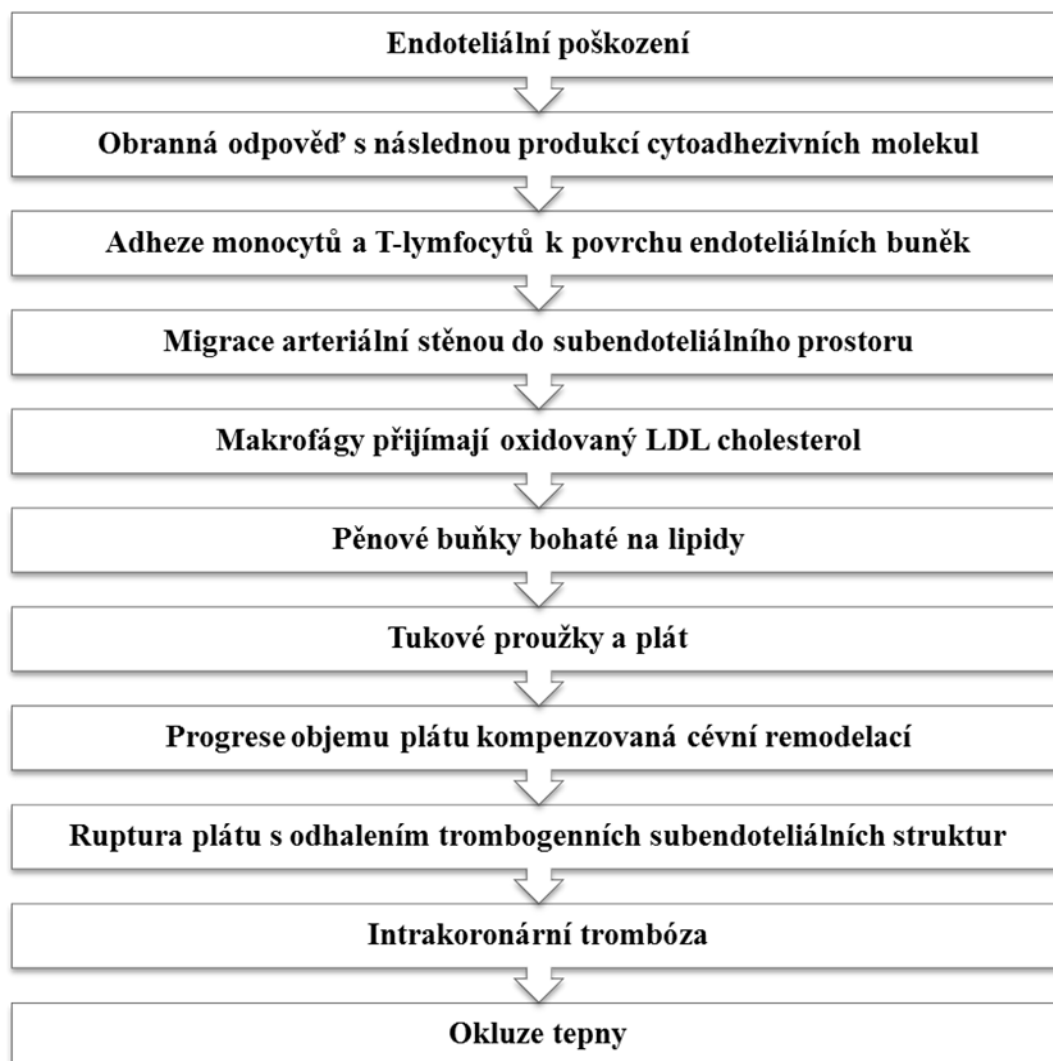 Endoteliální poškození
Obranná odpověď s následnou produkcí cytoadhezivních molekul
Adheze monocytů a T-lymfocytů k povrchu endoteliálních buněk
Migrace arteriální stěnou do subendoteliálního prostoru
Makrofágy přijímají oxidovaný LDL cholesterol
Pěnové buňky bohaté na lipidy
Tukové proužky a plát
Progrese objemu plátu kompenzovaná cévní remodelací
Ruptura plátu s odhalením trombogenních subendoteliálních struktur
Intrakoronární trombóza
Okluze tepny